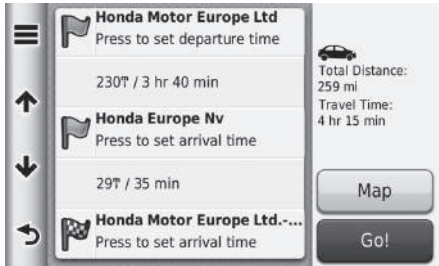 Honda Motor Europe Ltd
Press to set departure time
230₸ / 3 hr 40 min
Honda Europe Nv
Press to set arrival time
29₸ / 35 min
Honda Motor Europe Ltd.-...
Press to set arrival time
Total Distance:
259 mi
Travel Time:
4 hr 15 min
Map
Go!